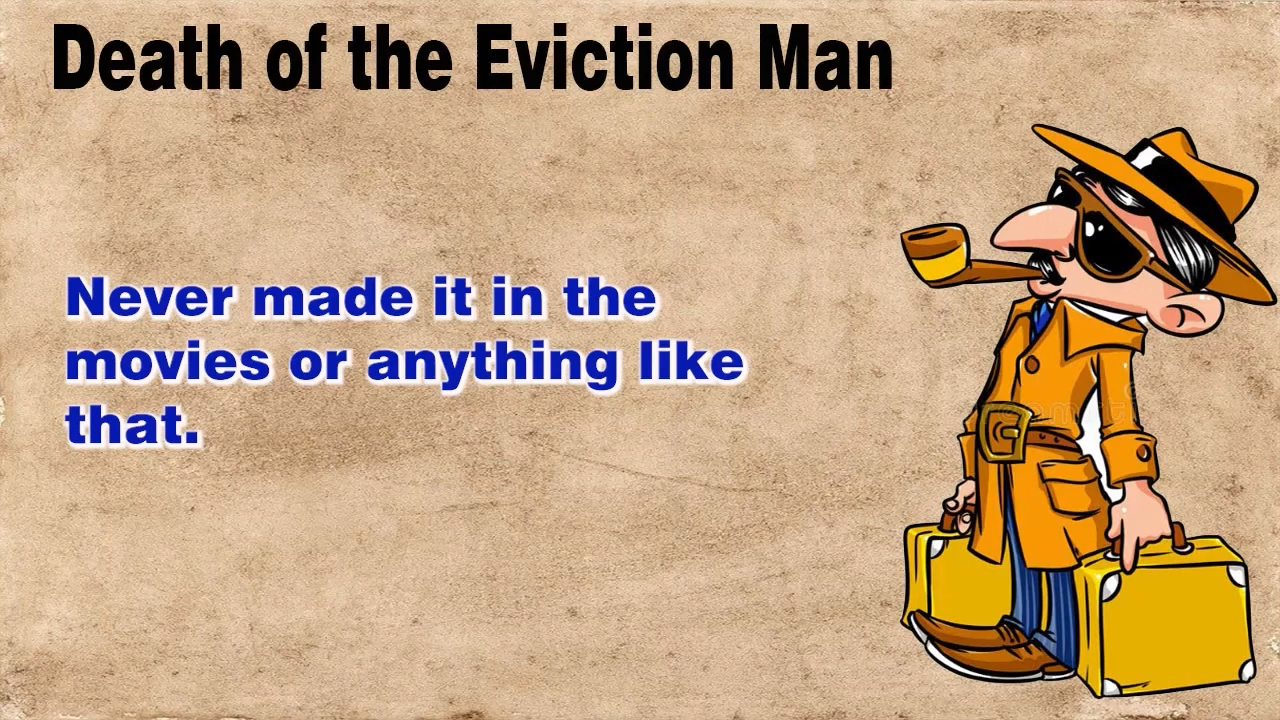 Death of the Eviction Man
Never made it in the
movies or anything like
that.